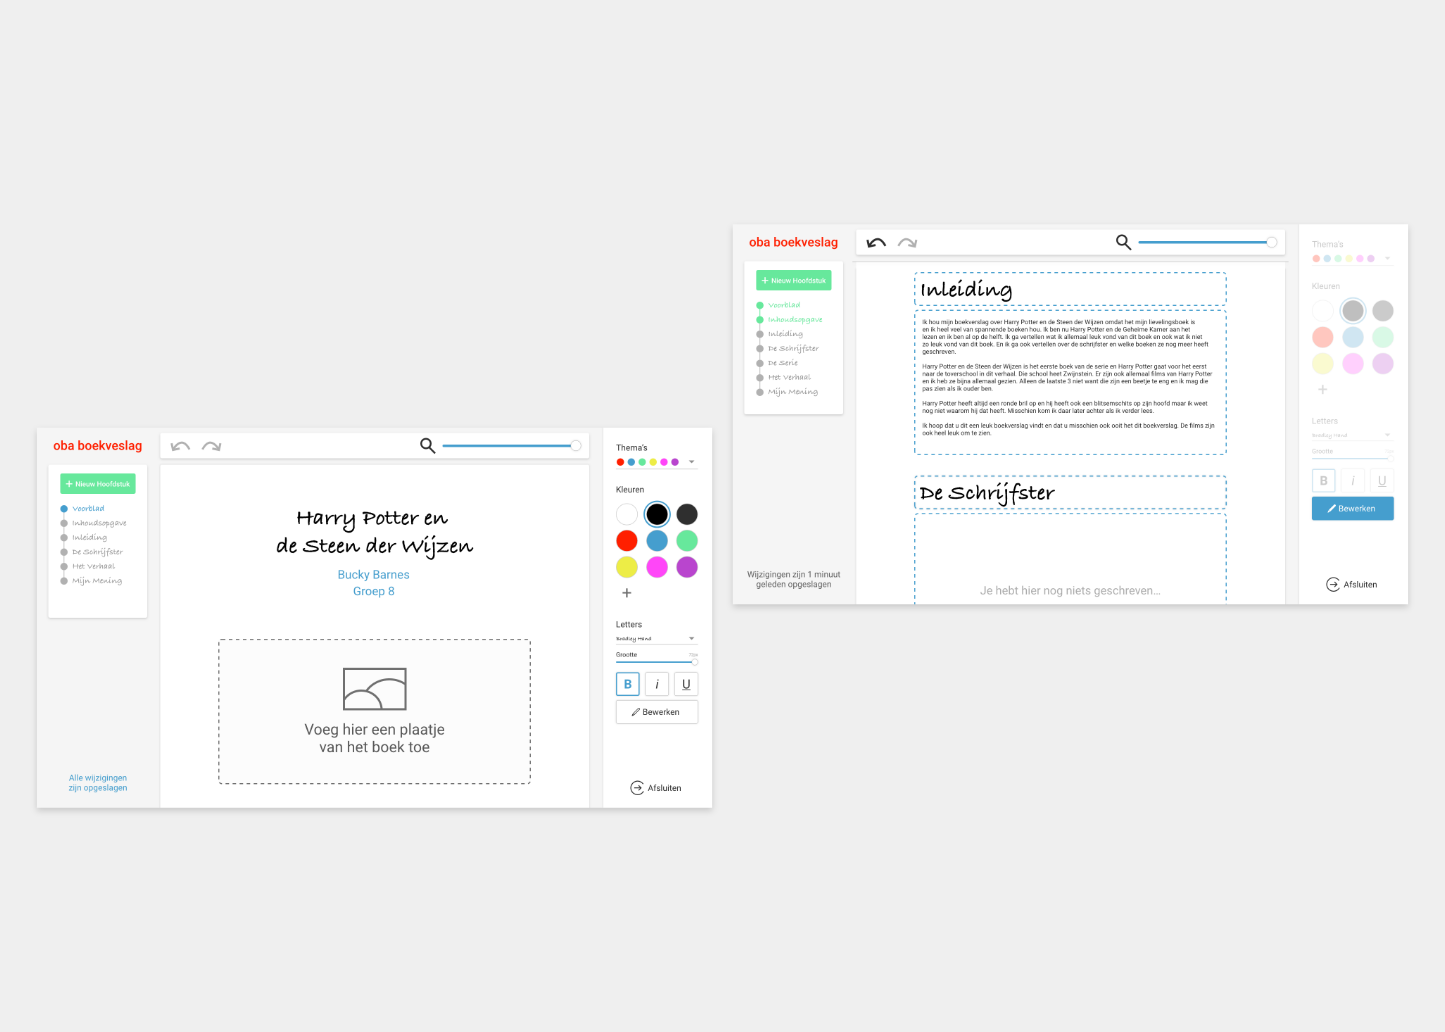 oba boekveslag
Nieuw Hoofdstuk
Voorblad
Inhoudsopgave
Inleiding
De Schrijfster
Het Verhaal
Mijn Mening
Alle wijzigingen
zijn opgeslagen
Harry Potter en
de Steen der Wijzen
Bucky Barnes
Groep 8
Voeg hier een plaatje
van het boek toe
Thema's
Kleuren
Letters
Bradley Hand
Grootte
B i U
Bewerken
Afsluiten
oba boekveslag
Nieuw Hoofdstuk
Voorblad
Inhoudsopgave
Inleiding
De Schrijfster
De Serie
Het Verhaal
Mijn Mening
Wijzigingen zijn 1 minuut
geleden opgeslagen
Inleiding
Ik hou mijn boekverslag over Harry Potter en de Steen der Wijzen omdat het mijn lievelingsboek is
en ik heel veel van spannende boeken hou. Ik ben nu Harry Potter en de Geheime Kamer aan het
lezen en ik ben al op de helft. Ik ga vertellen wat ik allemaal leuk vond van dit boek en ook wat ik niet
zo leuk vond van dit boek. En ik ga ook vertellen over de schrijfster en welke boeken ze nog meer heeft
geschreven.
Harry Potter en de Steen der Wijzen is het eerste boek van de serie en Harry Potter gaat voor het eerst
naar de toverschool in dit verhaal. Die school heet Zwijnstein. Er zijn ook allemaal films van Harry Potter
en ik heb ze bijna allemaal gezien. Alleen de laatste 3 niet want die zijn een beetje te eng en ik mag die
pas zien als ik ouder ben.
Harry Potter heeft altijd een ronde bril op en hij heeft ook een blitsemschits op zijn hoofd maar ik weet
nog niet waarom hij dat heeft. Misschien kom ik daar later achter als ik verder lees.
Ik hoop dat u dit een leuk boekverslag vindt en dat u misschien ook ooit het dit boekverslag. De films zijn
ook heel leuk om te zien.
De Schrijfster
Je hebt hier nog niets geschreven...
Thema's
Kleuren
Letters
Bradley Hand
Grootte
B i U
Bewerken
Afsluiten